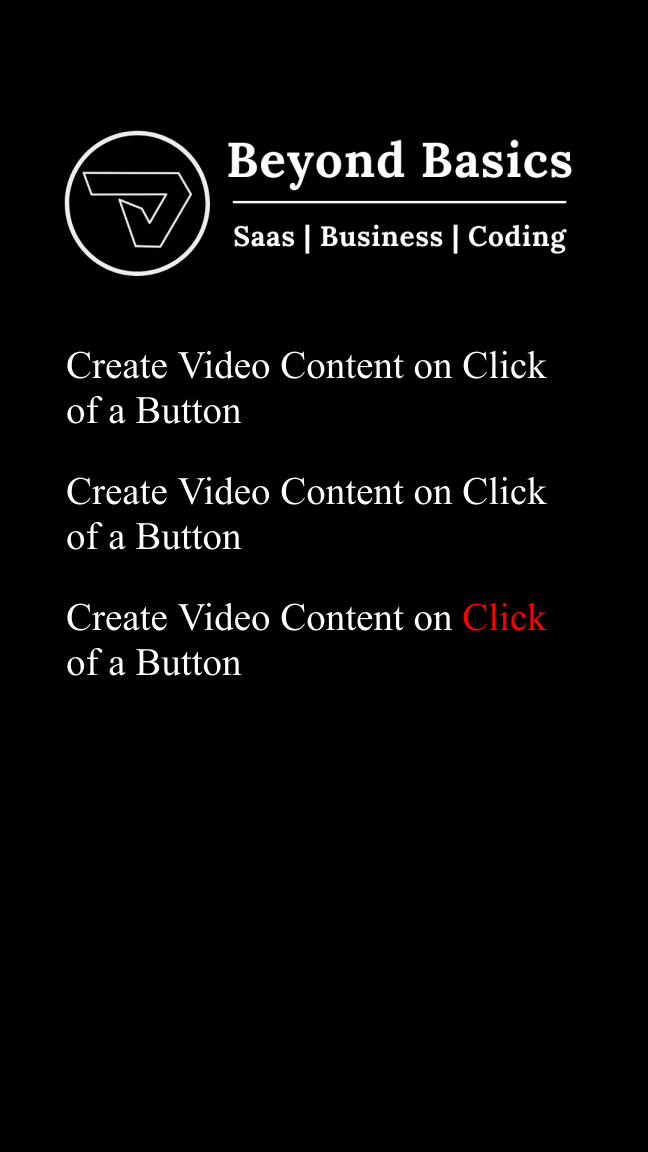 Beyond Basics
Saas | Business | Coding
Create Video Content on Click
of a Button
Create Video Content on Click
of a Button
Create Video Content on Click
of a Button